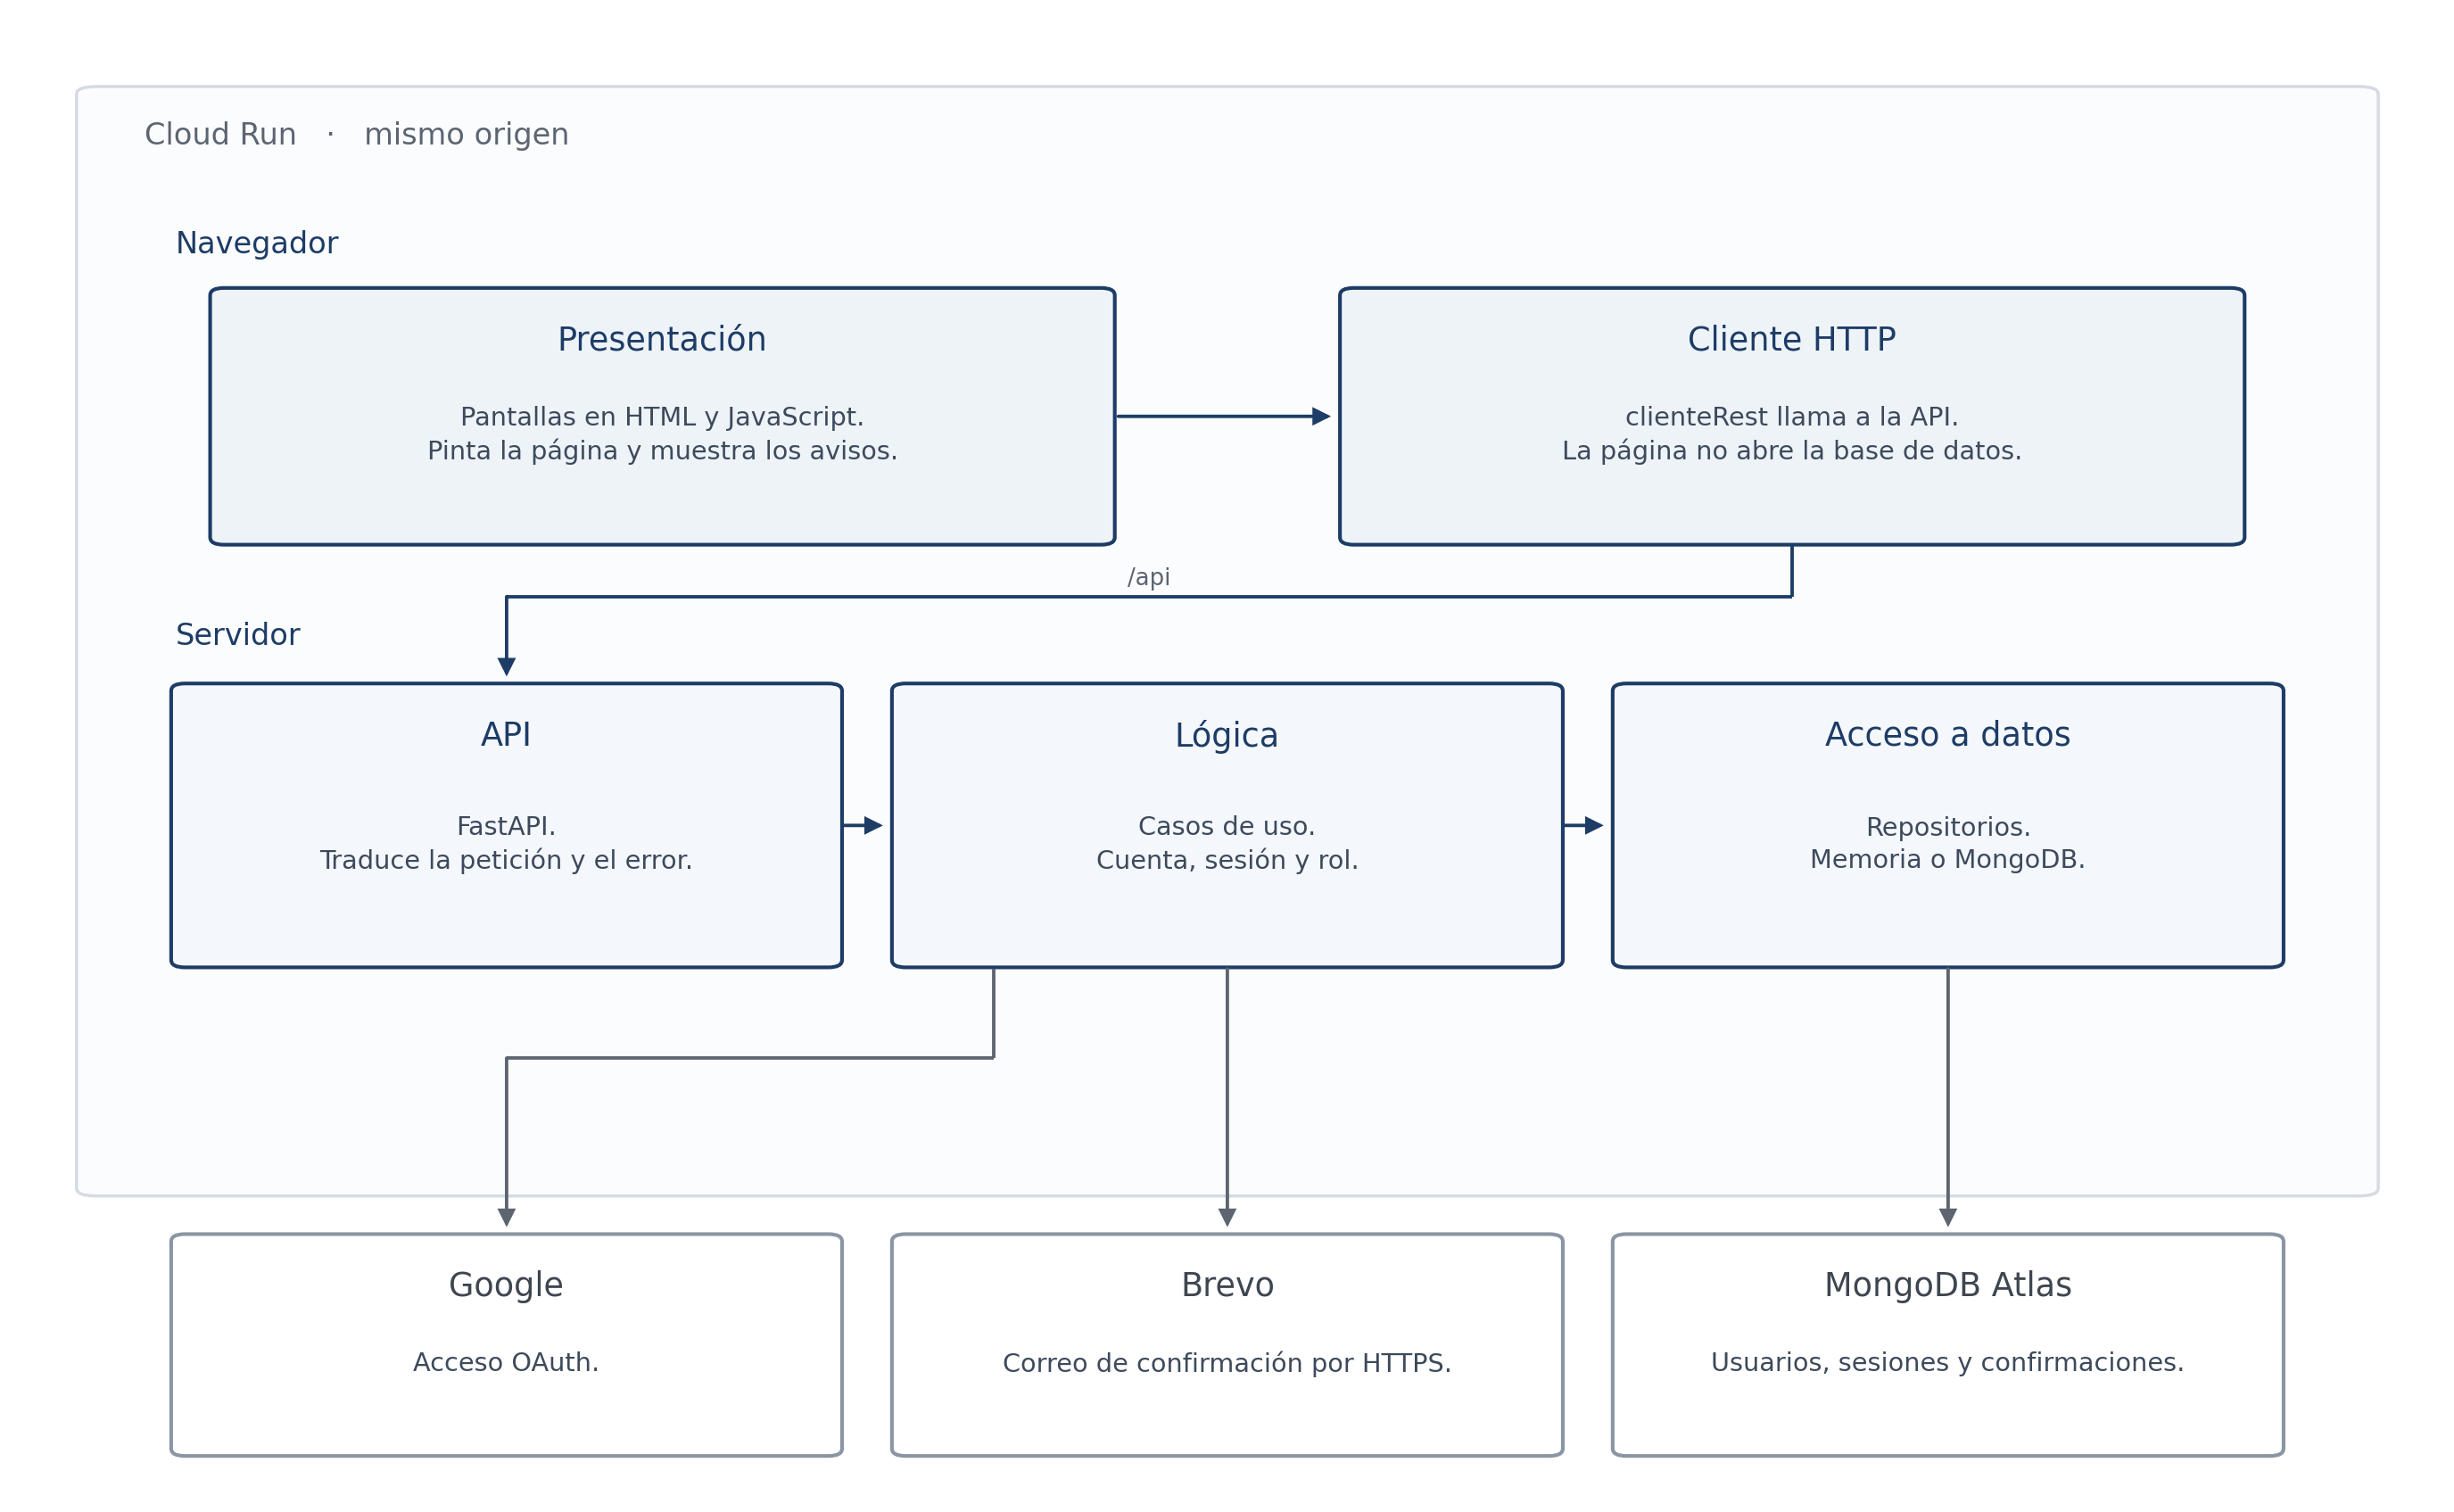 Cloud Run · mismo origen
Navegador
Presentación
Pantallas en HTML y JavaScript.
Pinta la página y muestra los avisos.
Cliente HTTP
clienteRest llama a la API.
La página no abre la base de datos.
/api
Servidor
API
FastAPI.
Traduce la petición y el error.
Lógica
Casos de uso.
Cuenta, sesión y rol.
Acceso a datos
Repositorios.
Memoria o MongoDB.
Google
Acceso OAuth.
Brevo
Correo de confirmación por HTTPS.
MongoDB Atlas
Usuarios, sesiones y confirmaciones.